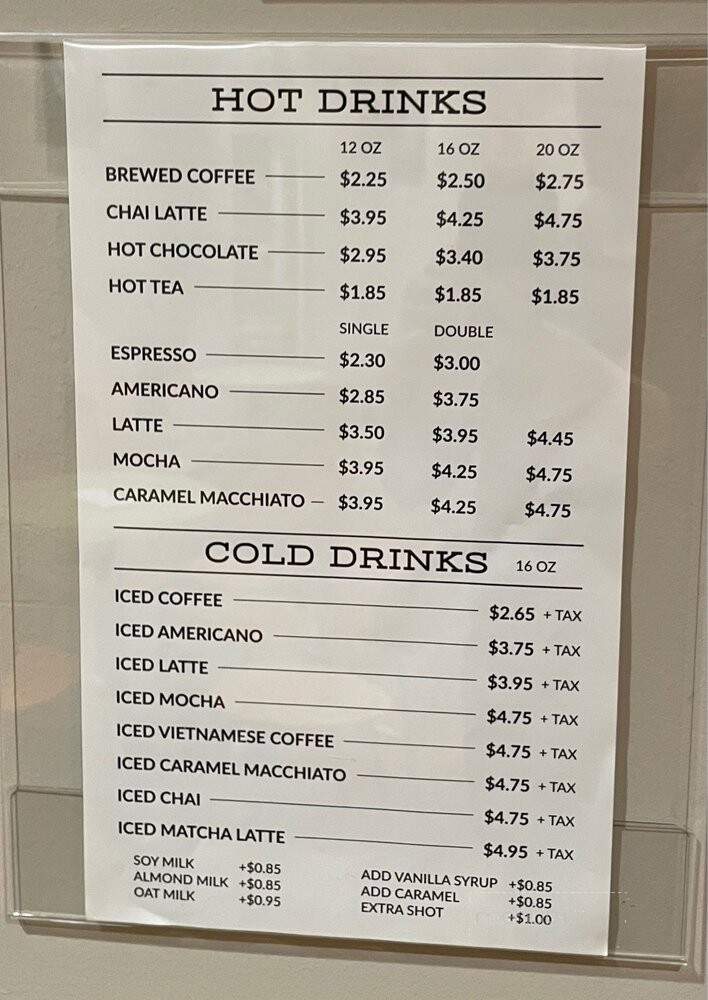 HOT DRINKS
12 OZ 16 OZ 20 OZ
BREWED COFFEE $2.25 $2.50 $2.75
CHAI LATTE $3.95 $4.25 $4.75
HOT CHOCOLATE $2.95 $3.40 $3.75
HOT TEA $1.85 $1.85 $1.85
SINGLE DOUBLE
ESPRESSO $2.30 $3.00
AMERICANO $2.85 $3.75
LATTE $3.50 $3.95 $4.45
MOCHA $3.95 $4.25 $4.75
CARAMEL MACCHIATO $3.95 $4.25 $4.75
COLD DRINKS 16 OZ
ICED COFFEE $2.65 + TAX
ICED AMERICANO $3.75 + TAX
ICED LATTE $3.95 + TAX
ICED MOCHA $4.75 + TAX
ICED VIETNAMESE COFFEE $4.75 + TAX
ICED CARAMEL MACCHIATO $4.75 + TAX
ICED CHAI $4.75 + TAX
ICED MATCHA LATTE $4.95 + TAX
SOY MILK +$0.85
ALMOND MILK +$0.85
OAT MILK +$0.95
ADD VANILLA SYRUP +$0.85
ADD CARAMEL +$0.85
EXTRA SHOT +$1.00